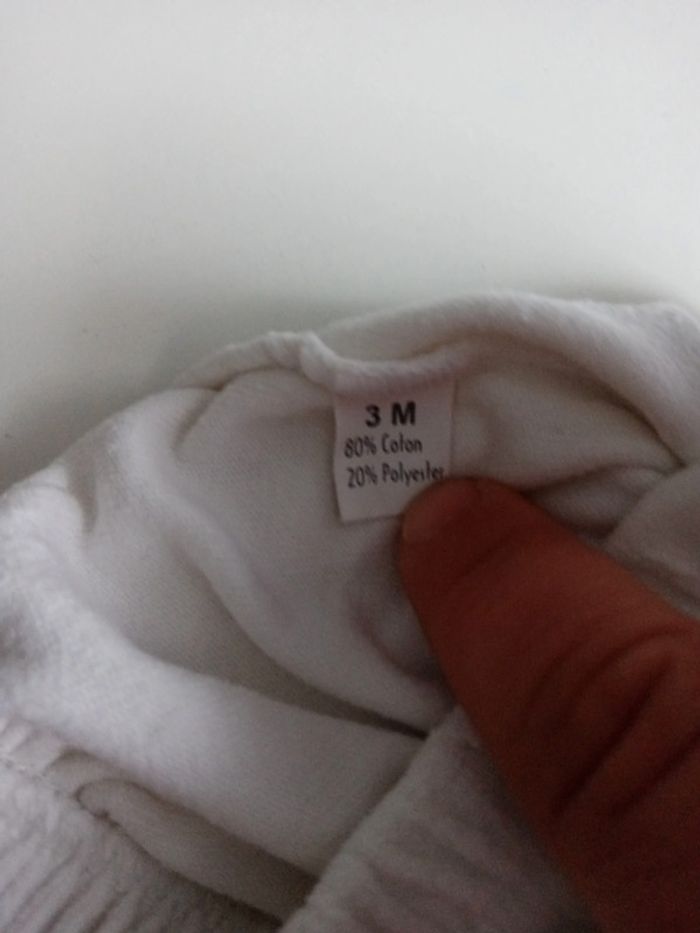 3 M
80% Coton
20% Polyester